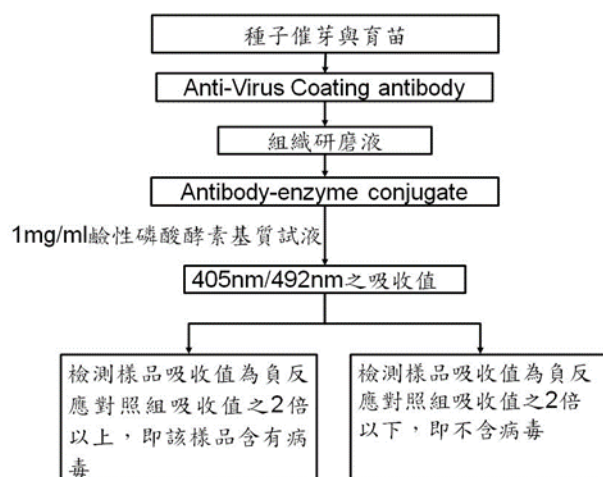 種子催芽與育苗
Anti-Virus Coating antibody
組織研磨液
Antibody-enzyme conjugate
1mg/ml鹼性磷酸酵素基質試液
405nm/492nm之吸收值
檢測樣品吸收值為負反
應對照組吸收值之2倍
以上，即該樣品含有病
毒
檢測樣品吸收值為負反
應對照組吸收值之2倍
以下，即不含病毒